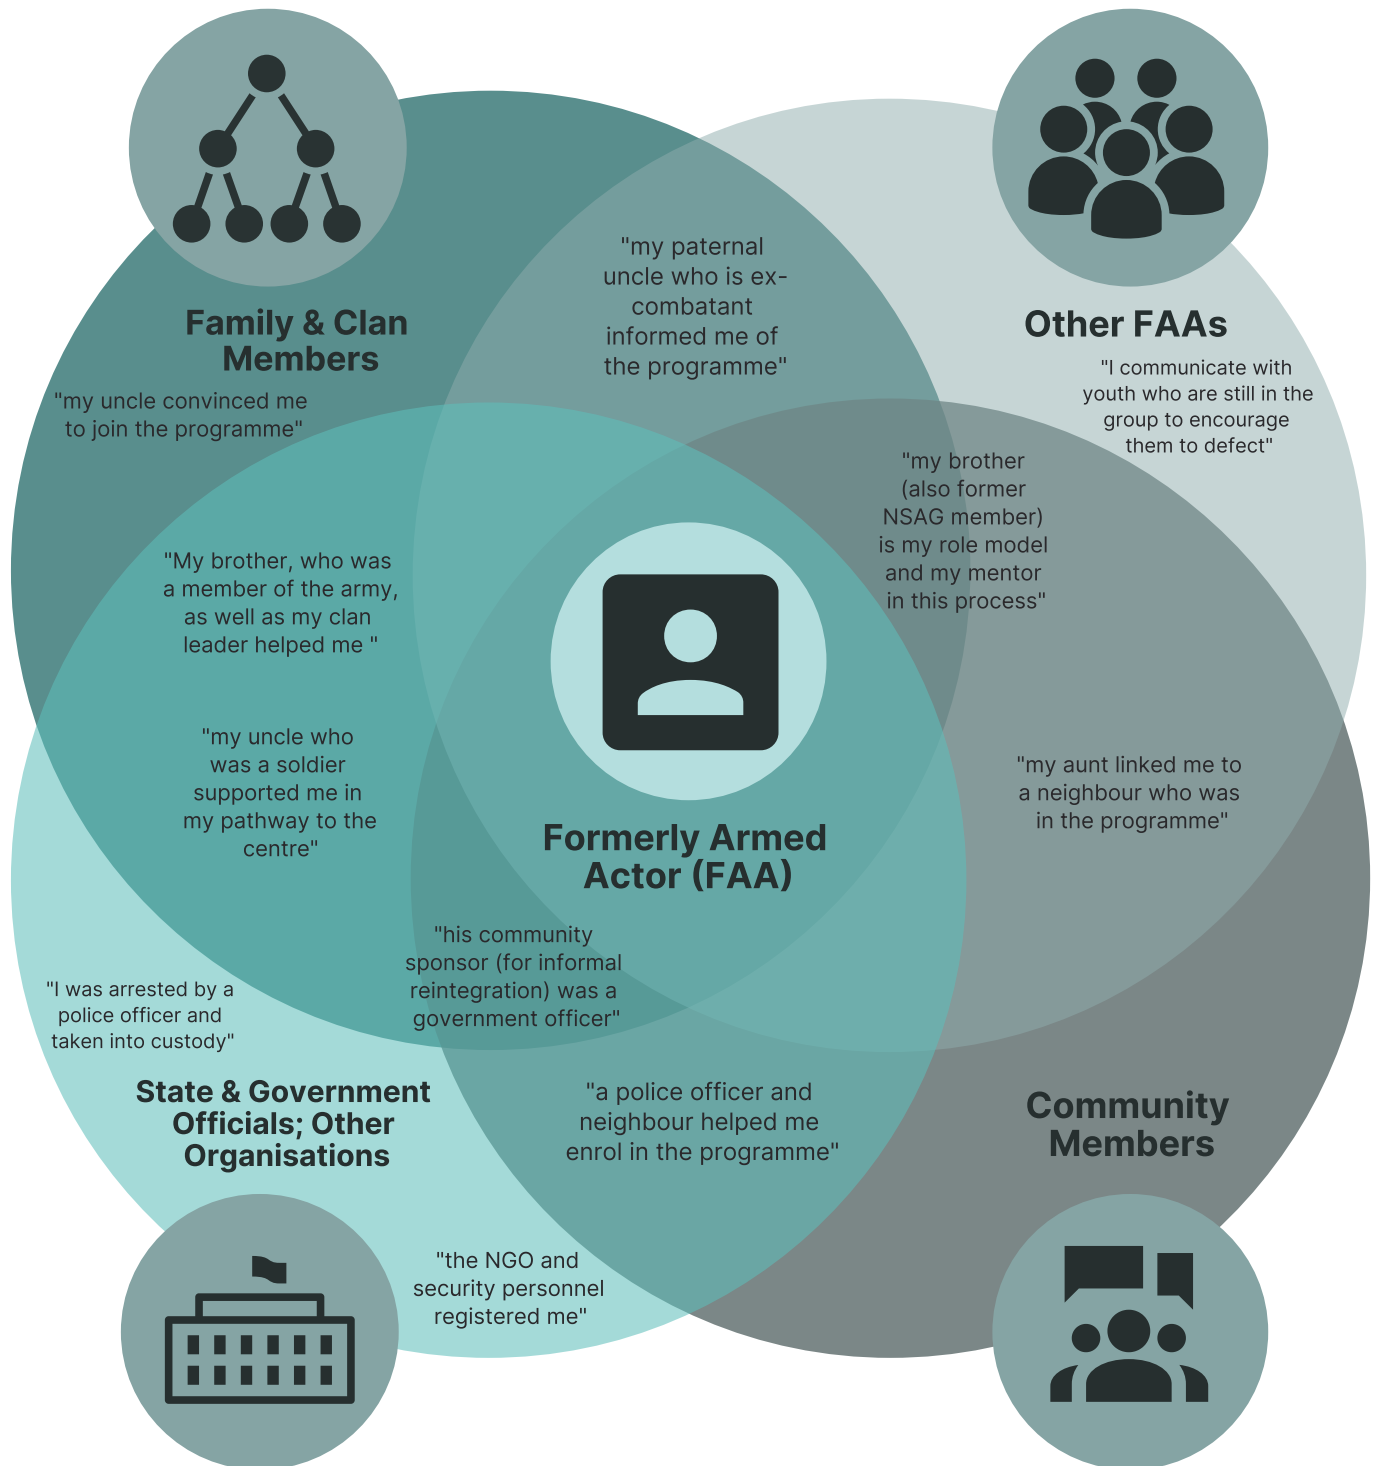 "my paternal
uncle who is ex-
combatant
informed me of
the programme"
Family & Clan
Members
"my uncle convinced me
to join the programme"
Other FAAs
"I communicate with
youth who are still in the
group to encourage
them to defect"
"my brother
(also former
NSAG member)
is my role model
and my mentor
in this process"
"My brother, who was
a member of the army,
as well as my clan
leader helped me "
"my uncle who
was a soldier
supported me in
my pathway to the
centre"
Formerly Armed
Actor (FAA)
"my aunt linked me to
a neighbour who was
in the programme"
"his community
sponsor (for informal
reintegration) was a
government officer"
"I was arrested by a
police officer and
taken into custody"
State & Government
Officials; Other
Organisations
"a police officer and
neighbour helped me
enrol in the programme"
Community
Members
"the NGO and
security personnel
registered me"